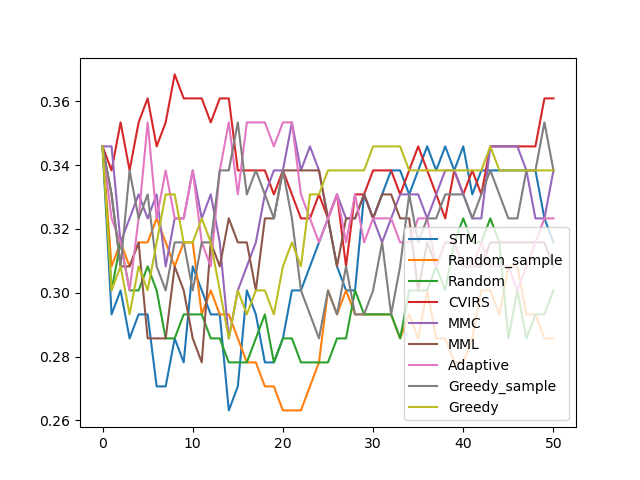 0.36
0.34
0.32
0.30
0.28
0.26
0
10
20
30
40
50
STM
Random_sample
Random
CVIRS
MMC
MML
Adaptive
Greedy_sample
Greedy